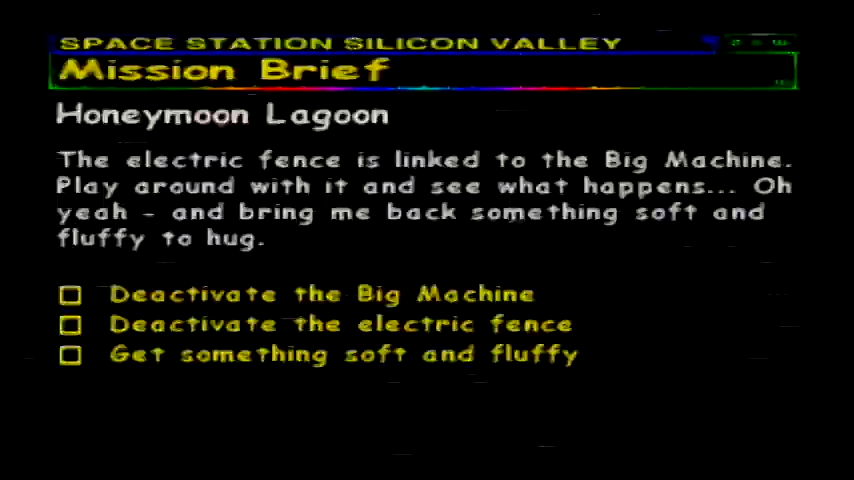 SPACE STATION SILICON VALLEY
Mission Brief
Honeymoon Lagoon
The electric fence is linked to the Big Machine.
Play around with it and see what happens... Oh
yeah - and bring me back something soft and
fluffy to hug.
Deactivate the Big Machine
Deactivate the electric fence
Get something soft and fluffy